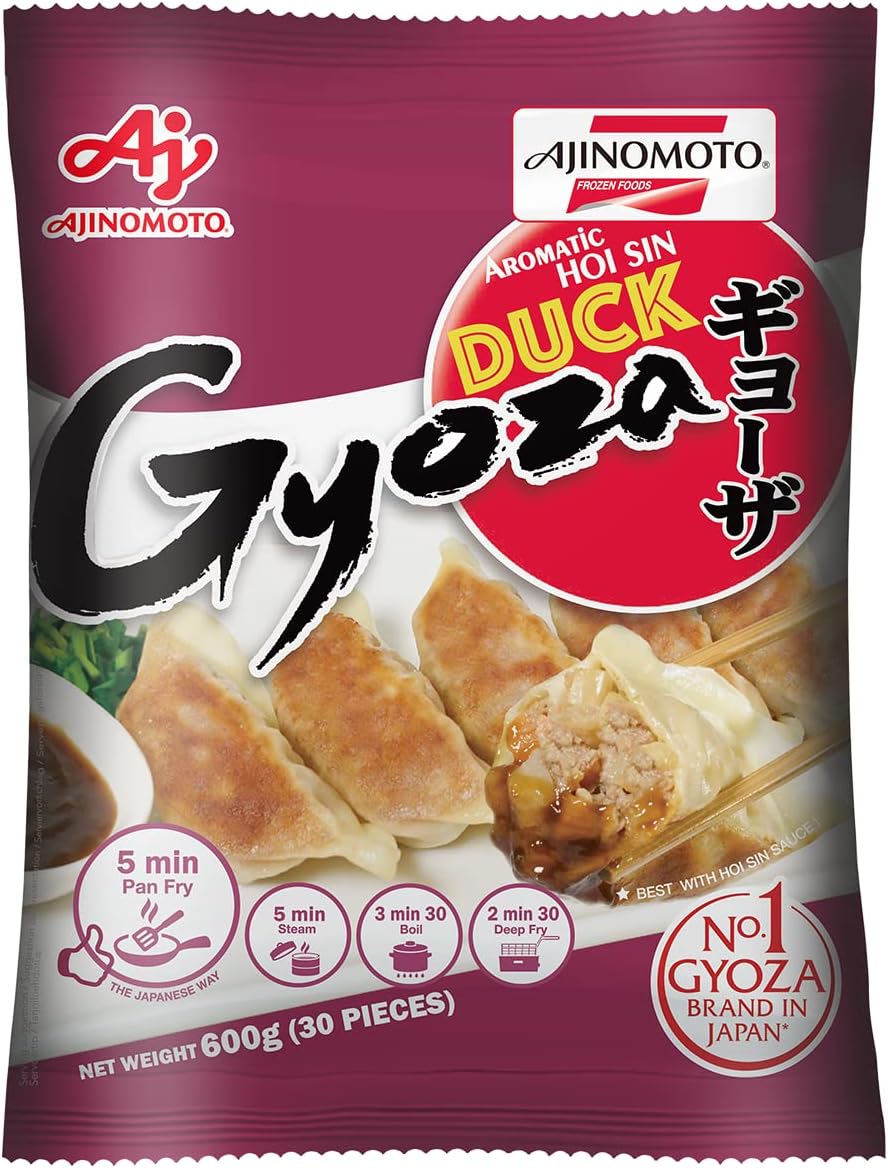 Aj
AJINOMOTO®
AJINOMOTO®
FROZEN FOODS
AROMATIC
HOI SIN
DUCK
Gyoza
ギョーザ
5 min
Pan Fry
THE JAPANESE WAY
5 min
Steam
3 min 30
Boil
2 min 30
Deep Fry
★ BEST WITH HOI SIN SAUCE !
No.1
GYOZA
BRAND IN
JAPAN*
NET WEIGHT 600g (30 PIECES)